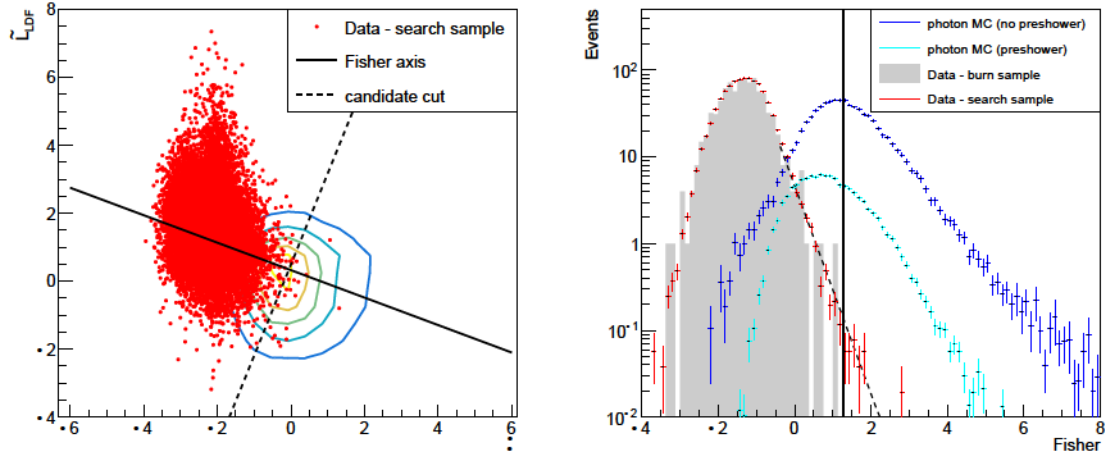 L̃LDF
8
6
4
2
0
•2
•4
•6
•4
•2
0
2
4
6
Data - search sample
Fisher axis
candidate cut
Events
10²
10
1
10⁻¹
10⁻²
•4
•2
0
2
4
6
8
Fisher
photon MC (no preshower)
photon MC (preshower)
Data - burn sample
Data - search sample